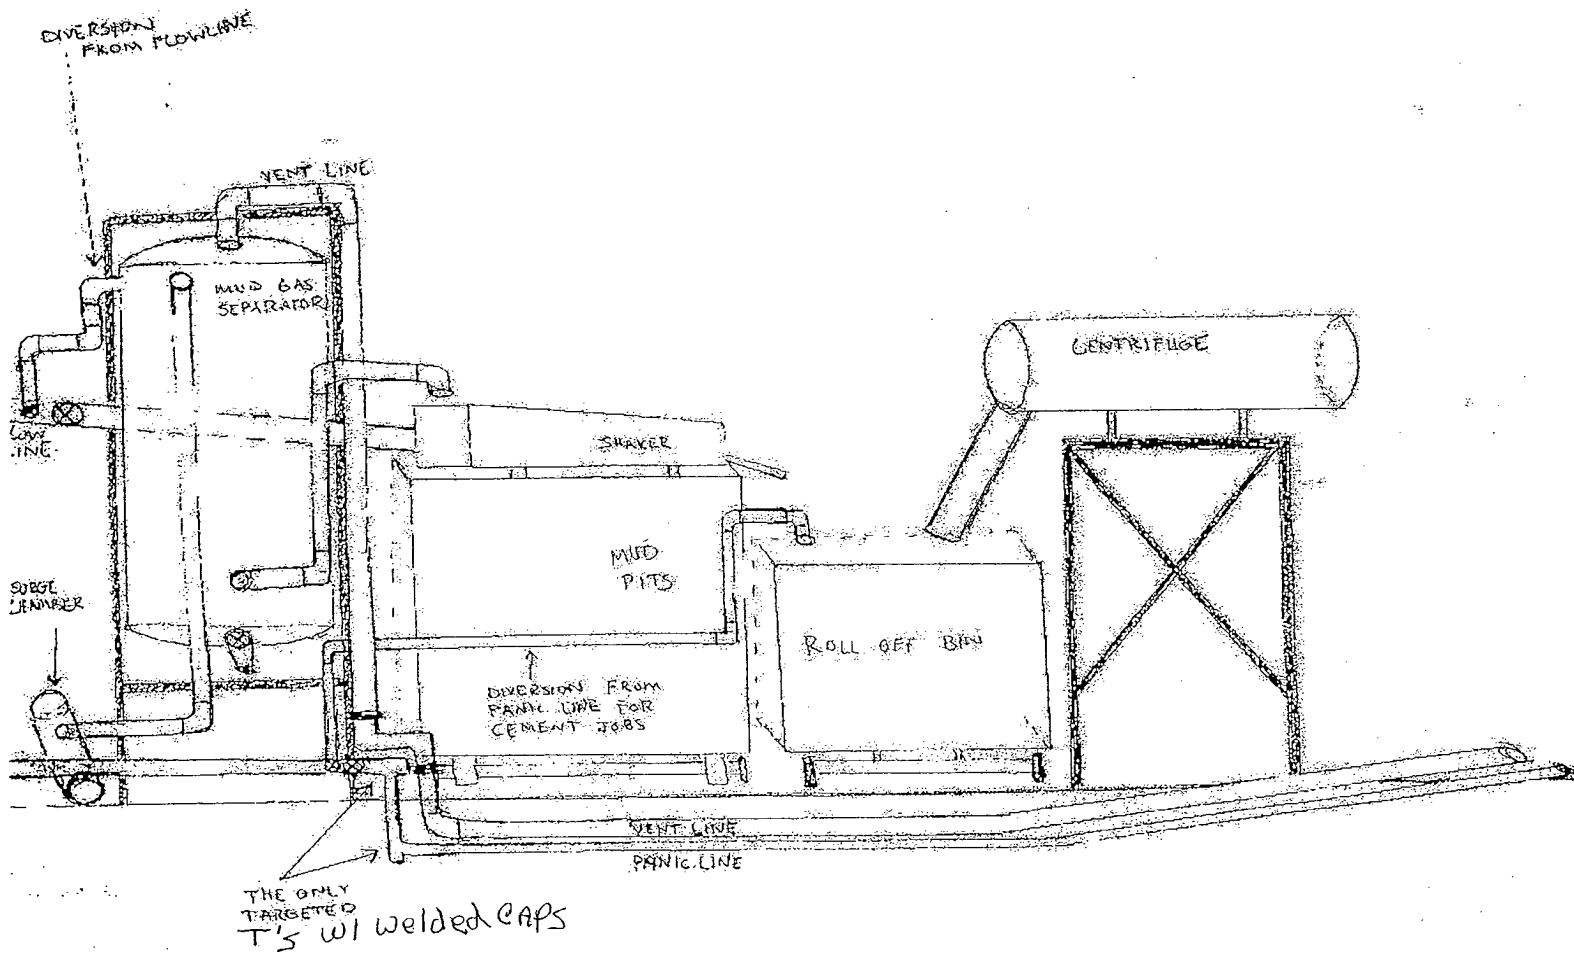 DIVERSION
FROM FLOWLINE
VENT LINE
MUD GAS
SEPARATOR
CENTRIFUGE
SHAKER
MUD
PITS
SURGE
ROLL OFF BIN
DIVERSION FROM
PANIC LINE FOR
CEMENT JOBS
VENT LINE
PANIC LINE
THE ONLY
TARGETED
T'S W/ Welded CAPS